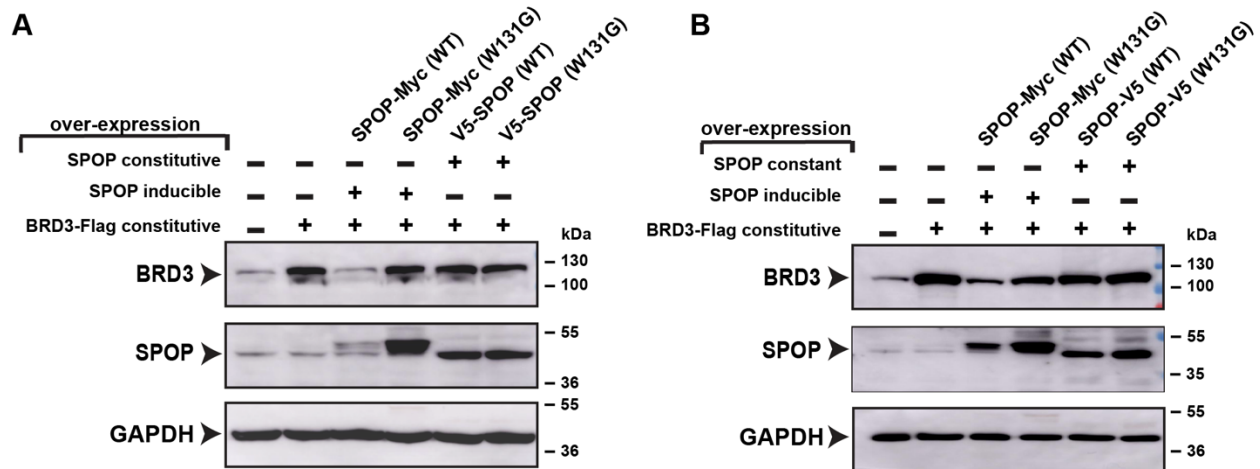 A
SPOP-Myc (WT)
SPOP-Myc (W131G)
V5-SPOP (WT)
V5-SPOP (W131G)
over-expression
SPOP constitutive – – – – + +
SPOP inducible – – + + – –
BRD3-Flag constitutive – + + + + +
kDa
BRD3
130
100
SPOP
55
36
GAPDH
55
36
B
SPOP-Myc (WT)
SPOP-Myc (W131G)
SPOP-V5 (WT)
SPOP-V5 (W131G)
over-expression
SPOP constant – – – – + +
SPOP inducible – – + + – –
BRD3-Flag constitutive – + + + + +
kDa
BRD3
130
100
SPOP
55
35
GAPDH
55
36